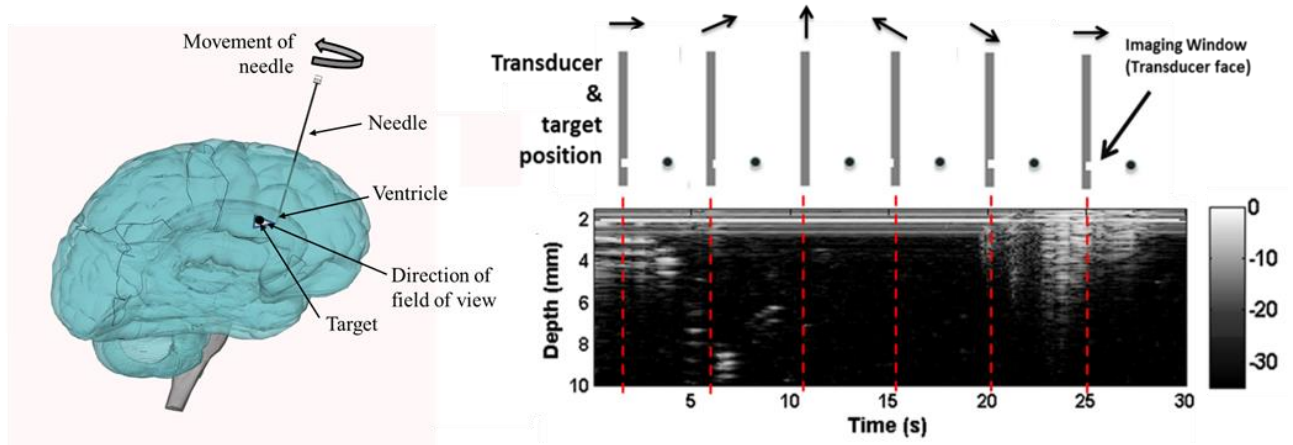 Movement of
needle
Needle
Ventricle
Direction of
field of view
Target
Transducer
&
target
position
Imaging Window
(Transducer face)
Depth (mm)
2
4
6
8
10
5
10
15
20
25
30
Time (s)
0
-10
-20
-30